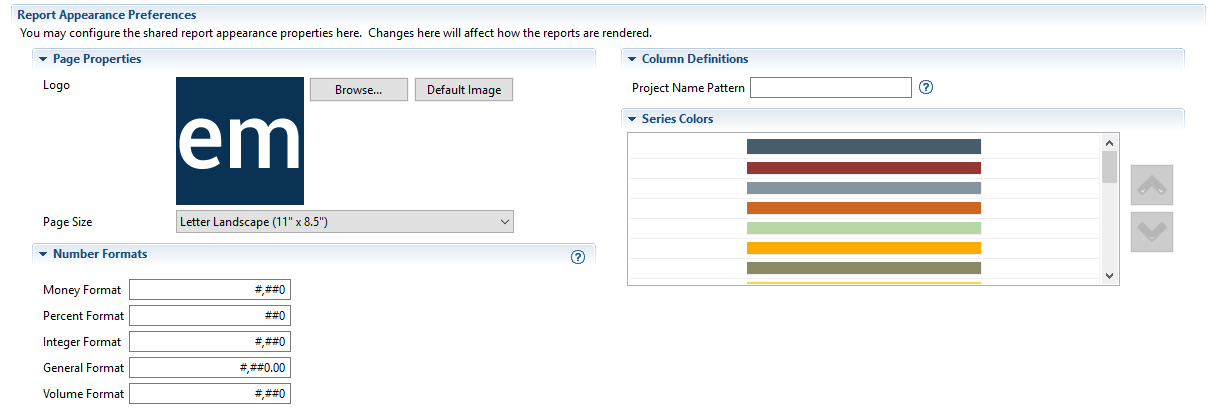 Report Appearance Preferences
You may configure the shared report appearance properties here.  Changes here will affect how the reports are rendered.
Page Properties
Logo
em
Browse...
Default Image
Page Size
Letter Landscape (11" x 8.5")
Number Formats
?
Money Format
#,##0
Percent Format
##0
Integer Format
#,##0
General Format
#,##0.00
Volume Format
#,##0
Column Definitions
Project Name Pattern
?
Series Colors